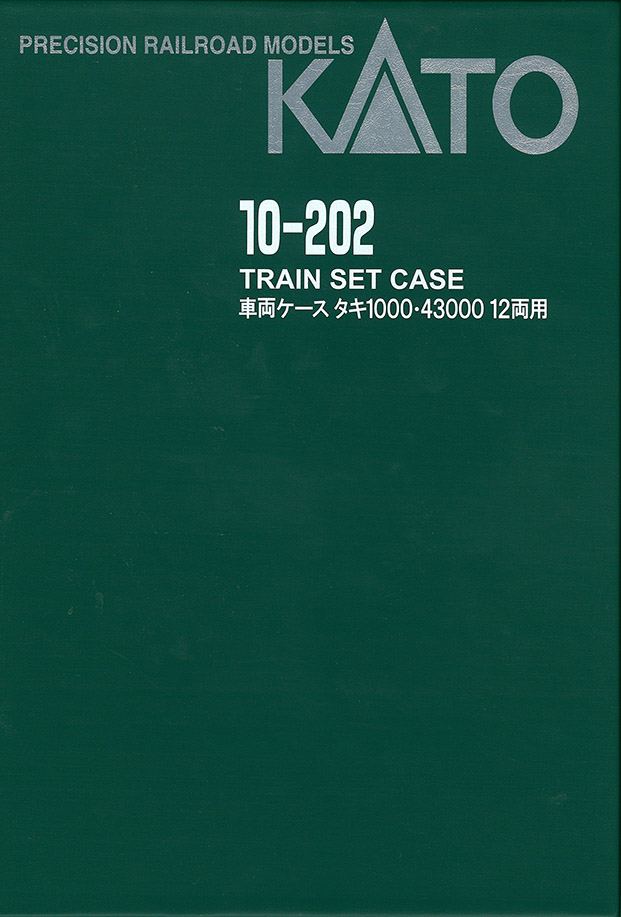 PRECISION RAILROAD MODELS
KATO
10-202
TRAIN SET CASE
車両ケース タキ1000・43000 12両用